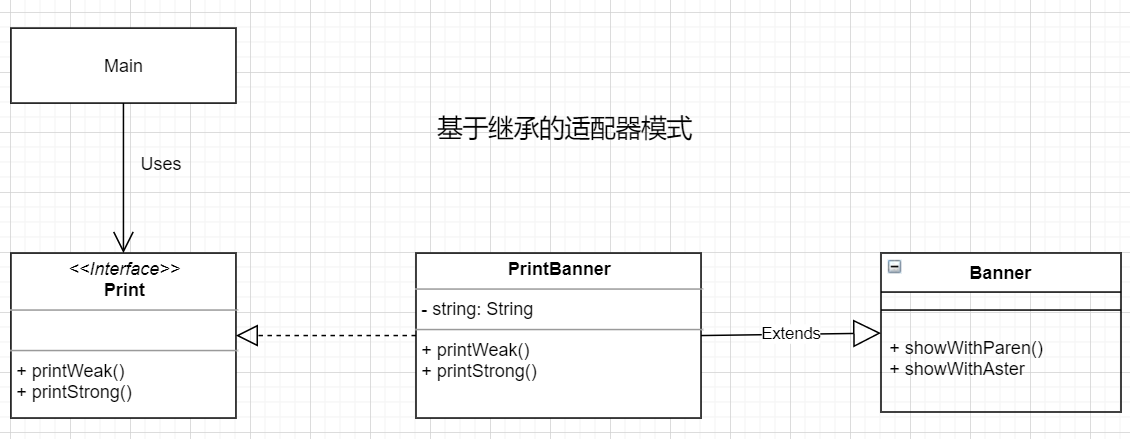 Main
基于继承的适配器模式
Uses
<<Interface>>
Print
+ printWeak()
+ printStrong()
PrintBanner
- string: String
+ printWeak()
+ printStrong()
Extends
Banner
+ showWithParen()
+ showWithAster